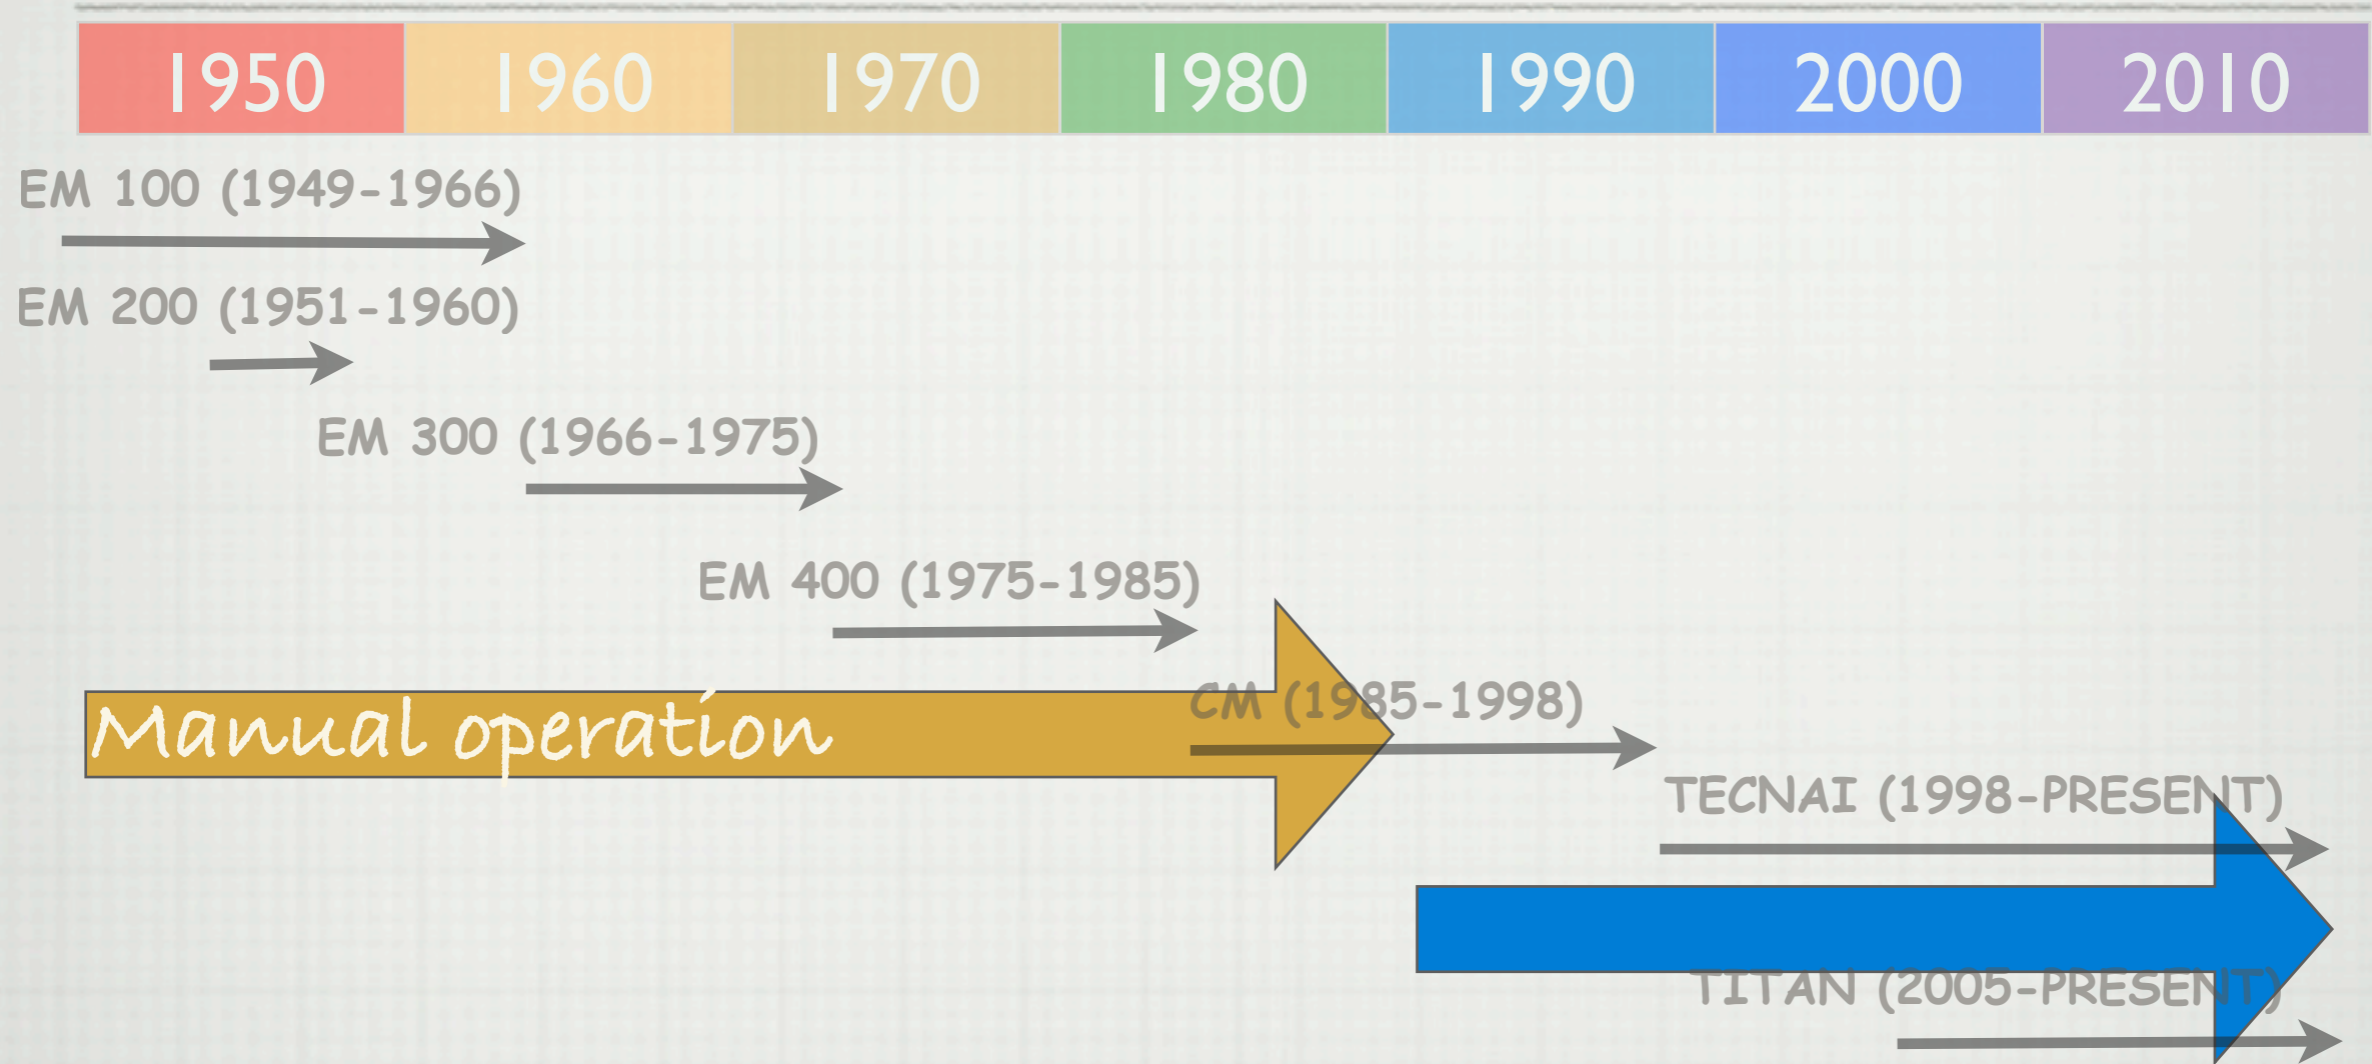 1950 1960 1970 1980 1990 2000 2010
EM 100 (1949-1966)
EM 200 (1951-1960)
EM 300 (1966-1975)
EM 400 (1975-1985)
CM (1985-1998)
Manual operation
TECNAI (1998-PRESENT)
TITAN (2005-PRESENT)